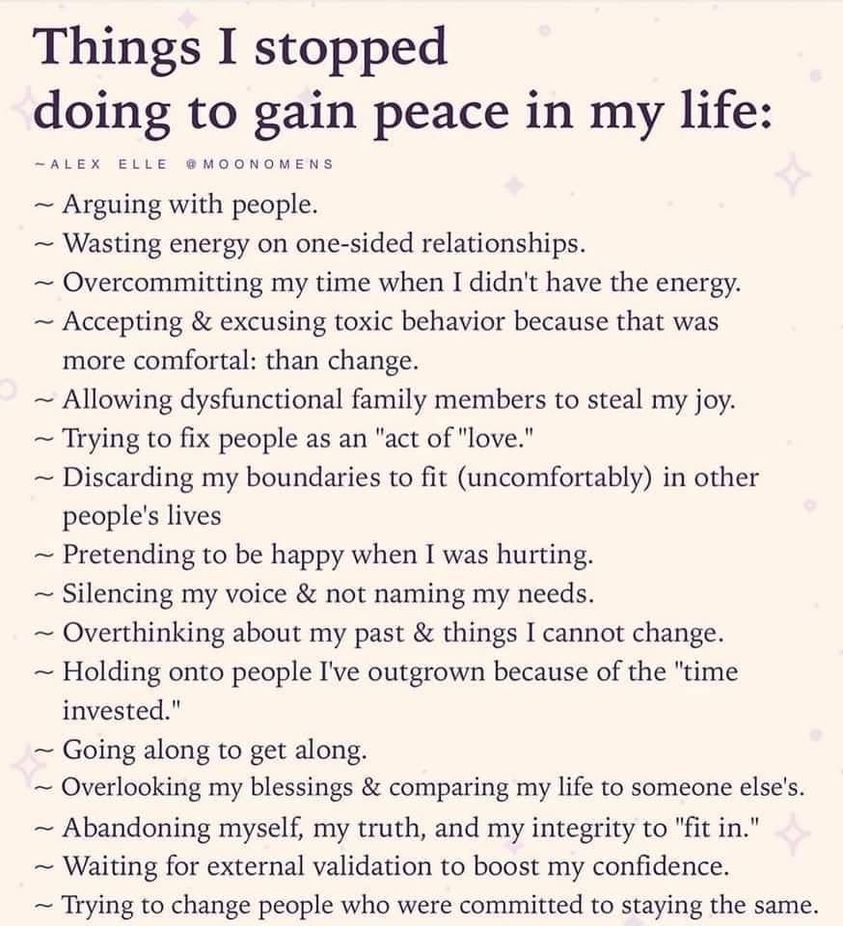 Things I stopped
doing to gain peace in my life:
~ALEX ELLE @MOONOMENS
~ Arguing with people.
~ Wasting energy on one-sided relationships.
~ Overcommitting my time when I didn't have the energy.
~ Accepting & excusing toxic behavior because that was
more comfortal: than change.
~ Allowing dysfunctional family members to steal my joy.
~ Trying to fix people as an "act of "love."
~ Discarding my boundaries to fit (uncomfortably) in other
people's lives
~ Pretending to be happy when I was hurting.
~ Silencing my voice & not naming my needs.
~ Overthinking about my past & things I cannot change.
~ Holding onto people I've outgrown because of the "time
invested."
~ Going along to get along.
~ Overlooking my blessings & comparing my life to someone else's.
~ Abandoning myself, my truth, and my integrity to "fit in."
~ Waiting for external validation to boost my confidence.
~ Trying to change people who were committed to staying the same.